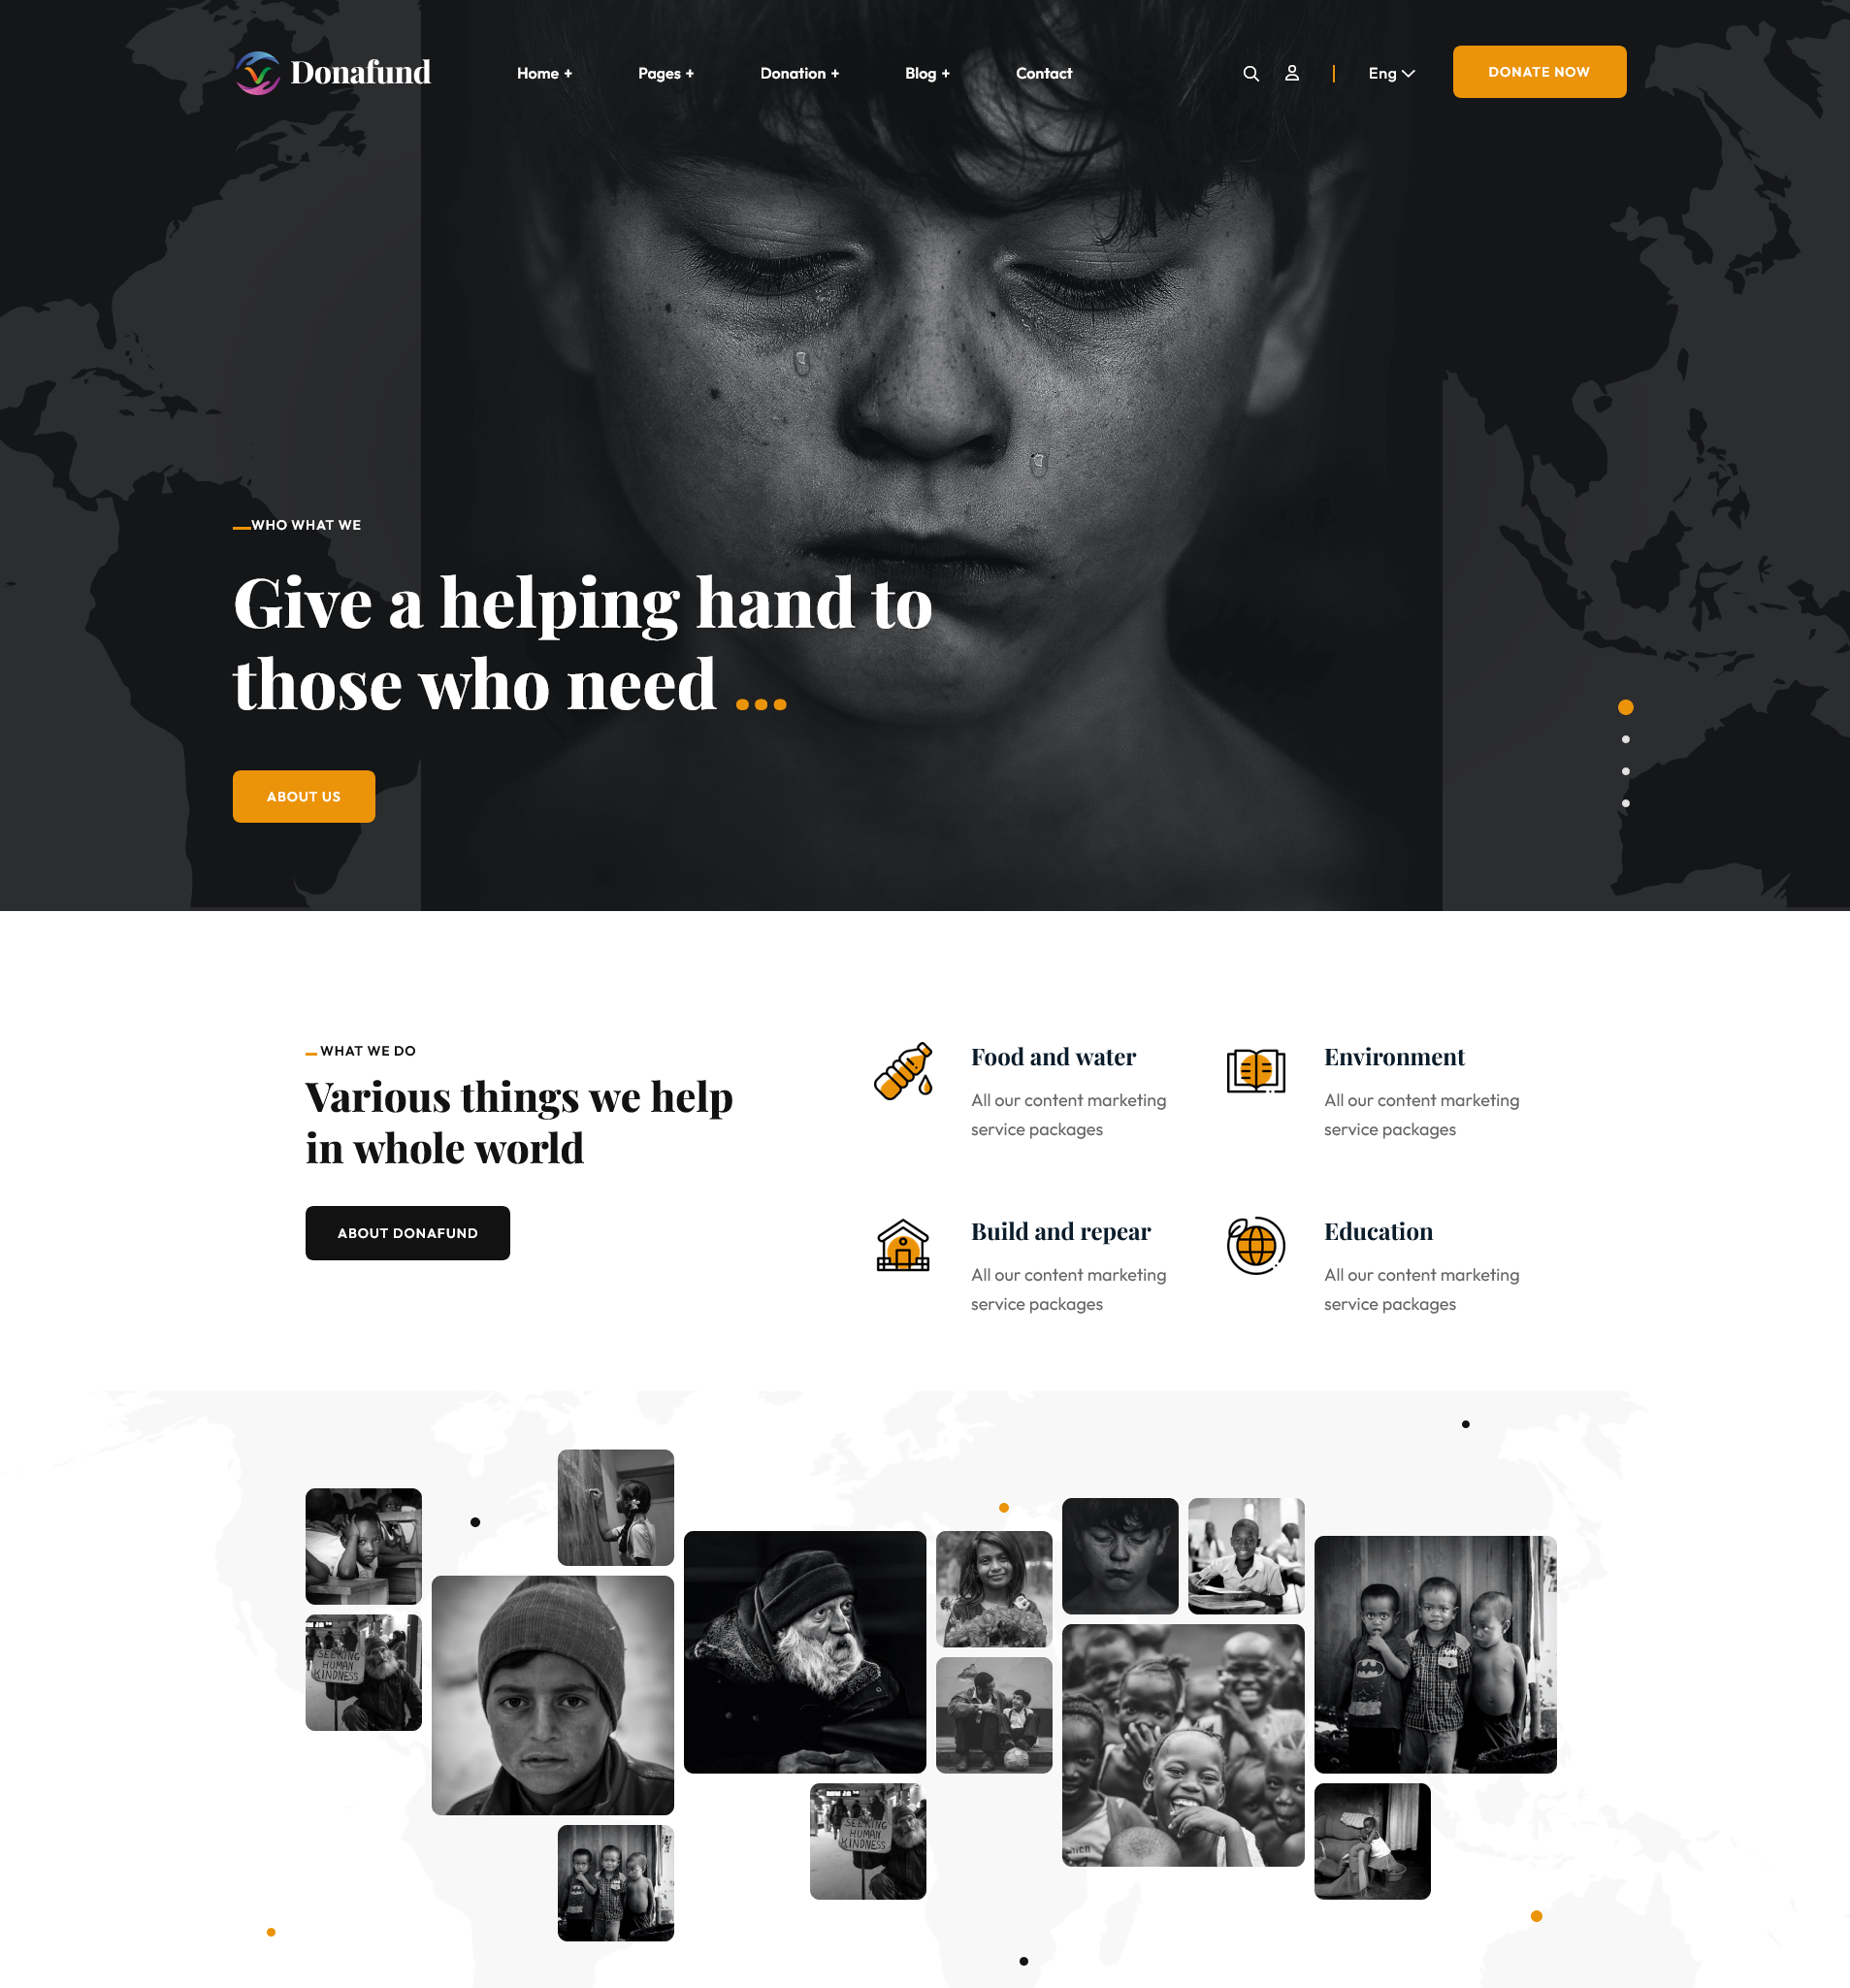 Donafund
Home +
Pages +
Donation +
Blog +
Contact
Eng
DONATE NOW
WHO WHAT WE
Give a helping hand to
those who need ...
ABOUT US
WHAT WE DO
Various things we help
in whole world
ABOUT DONAFUND
Food and water
All our content marketing
service packages
Environment
All our content marketing
service packages
Build and repear
All our content marketing
service packages
Education
All our content marketing
service packages
SEEKING
HUMAN
KINDNESS
SEEKING
HUMAN
KINDNESS